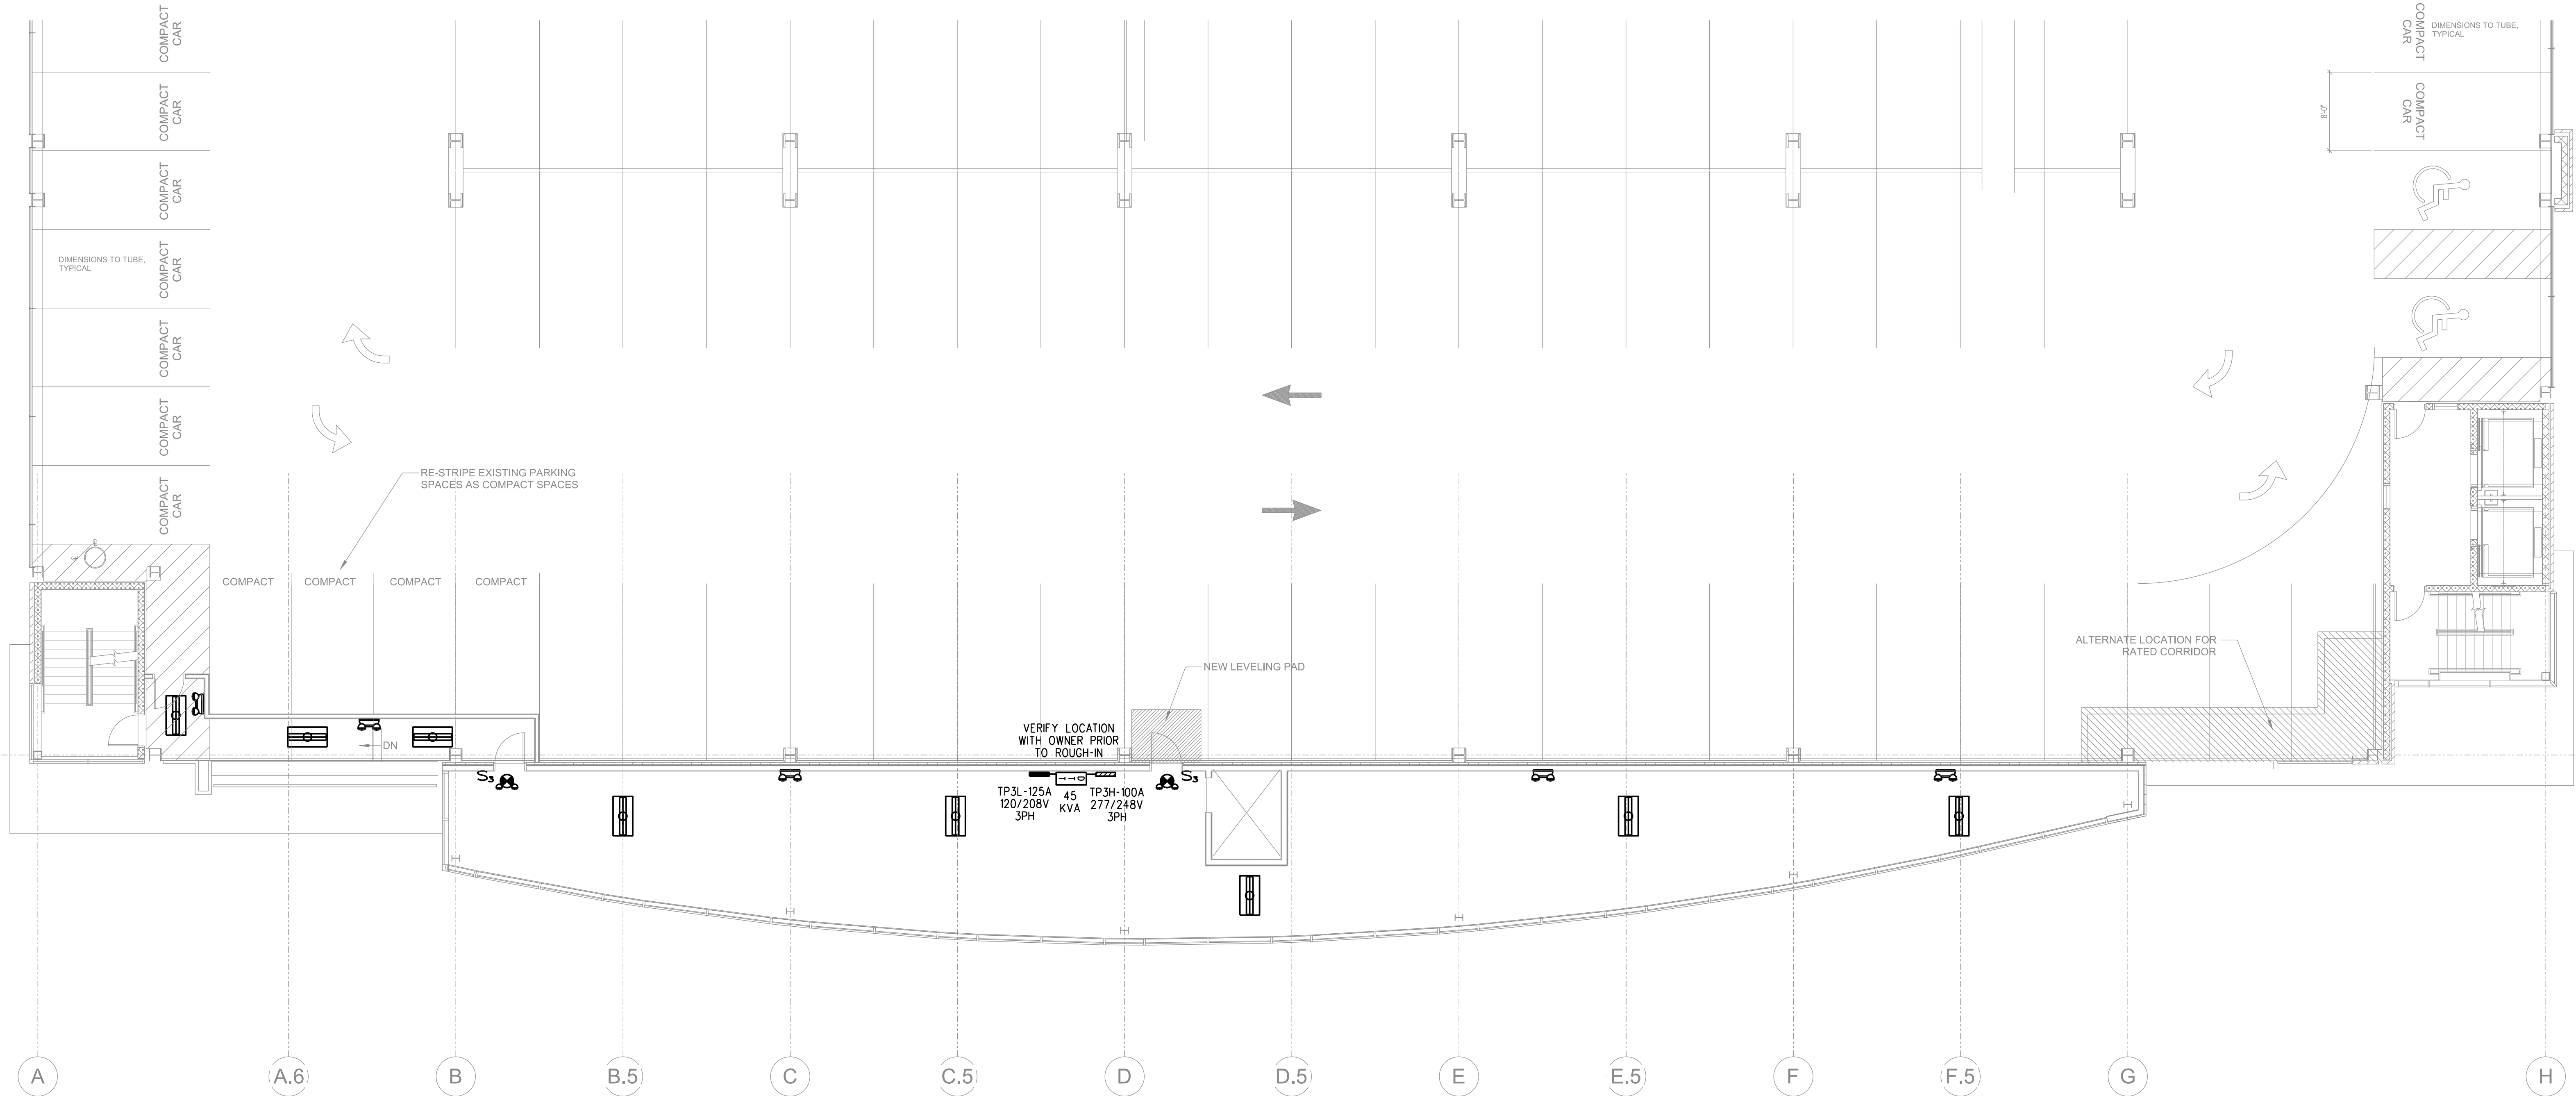 COMPACT
CAR
COMPACT
CAR
COMPACT
CAR
COMPACT
CAR
COMPACT
CAR
COMPACT
CAR
COMPACT
CAR
DIMENSIONS TO TUBE,
TYPICAL
COMPACT
CAR
DIMENSIONS TO TUBE,
TYPICAL
COMPACT
CAR
8'-0"
RE-STRIPE EXISTING PARKING
SPACES AS COMPACT SPACES
COMPACT
COMPACT
COMPACT
COMPACT
DN
NEW LEVELING PAD
ALTERNATE LOCATION FOR
RATED CORRIDOR
VERIFY LOCATION
WITH OWNER PRIOR
TO ROUGH-IN
S3
S3
TP3L-125A
120/208V
3PH
T1D
45
KVA
TP3H-100A
277/248V
3PH
A
A.6
B
B.5
C
C.5
D
D.5
E
E.5
F
F.5
G
H